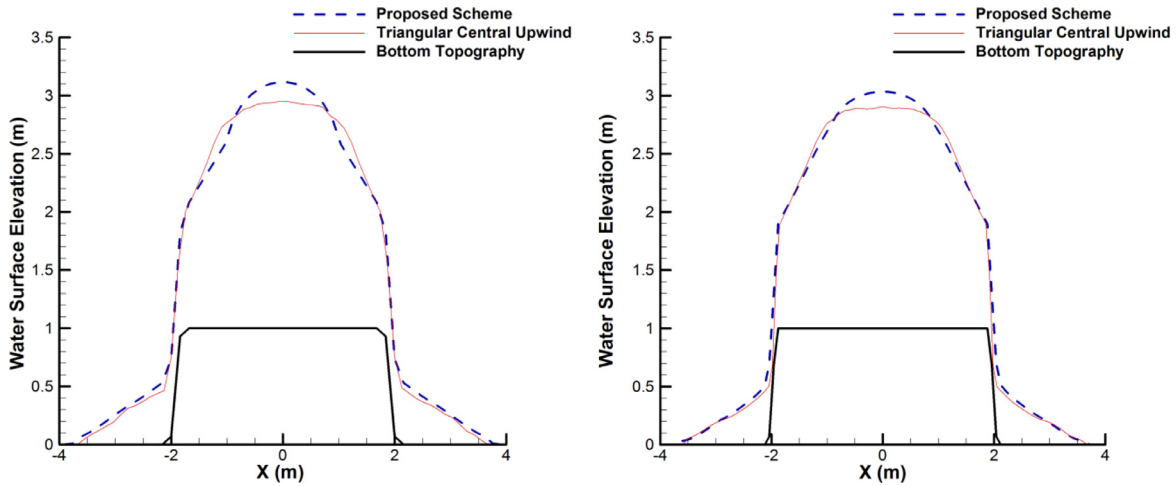 Proposed Scheme
Triangular Central Upwind
Bottom Topography
3.5
3
2.5
2
1.5
1
0.5
0
-4
-2
0
2
4
Water Surface Elevation (m)
X (m)
Proposed Scheme
Triangular Central Upwind
Bottom Topography
3.5
3
2.5
2
1.5
1
0.5
0
-4
-2
0
2
4
Water Surface Elevation (m)
X (m)